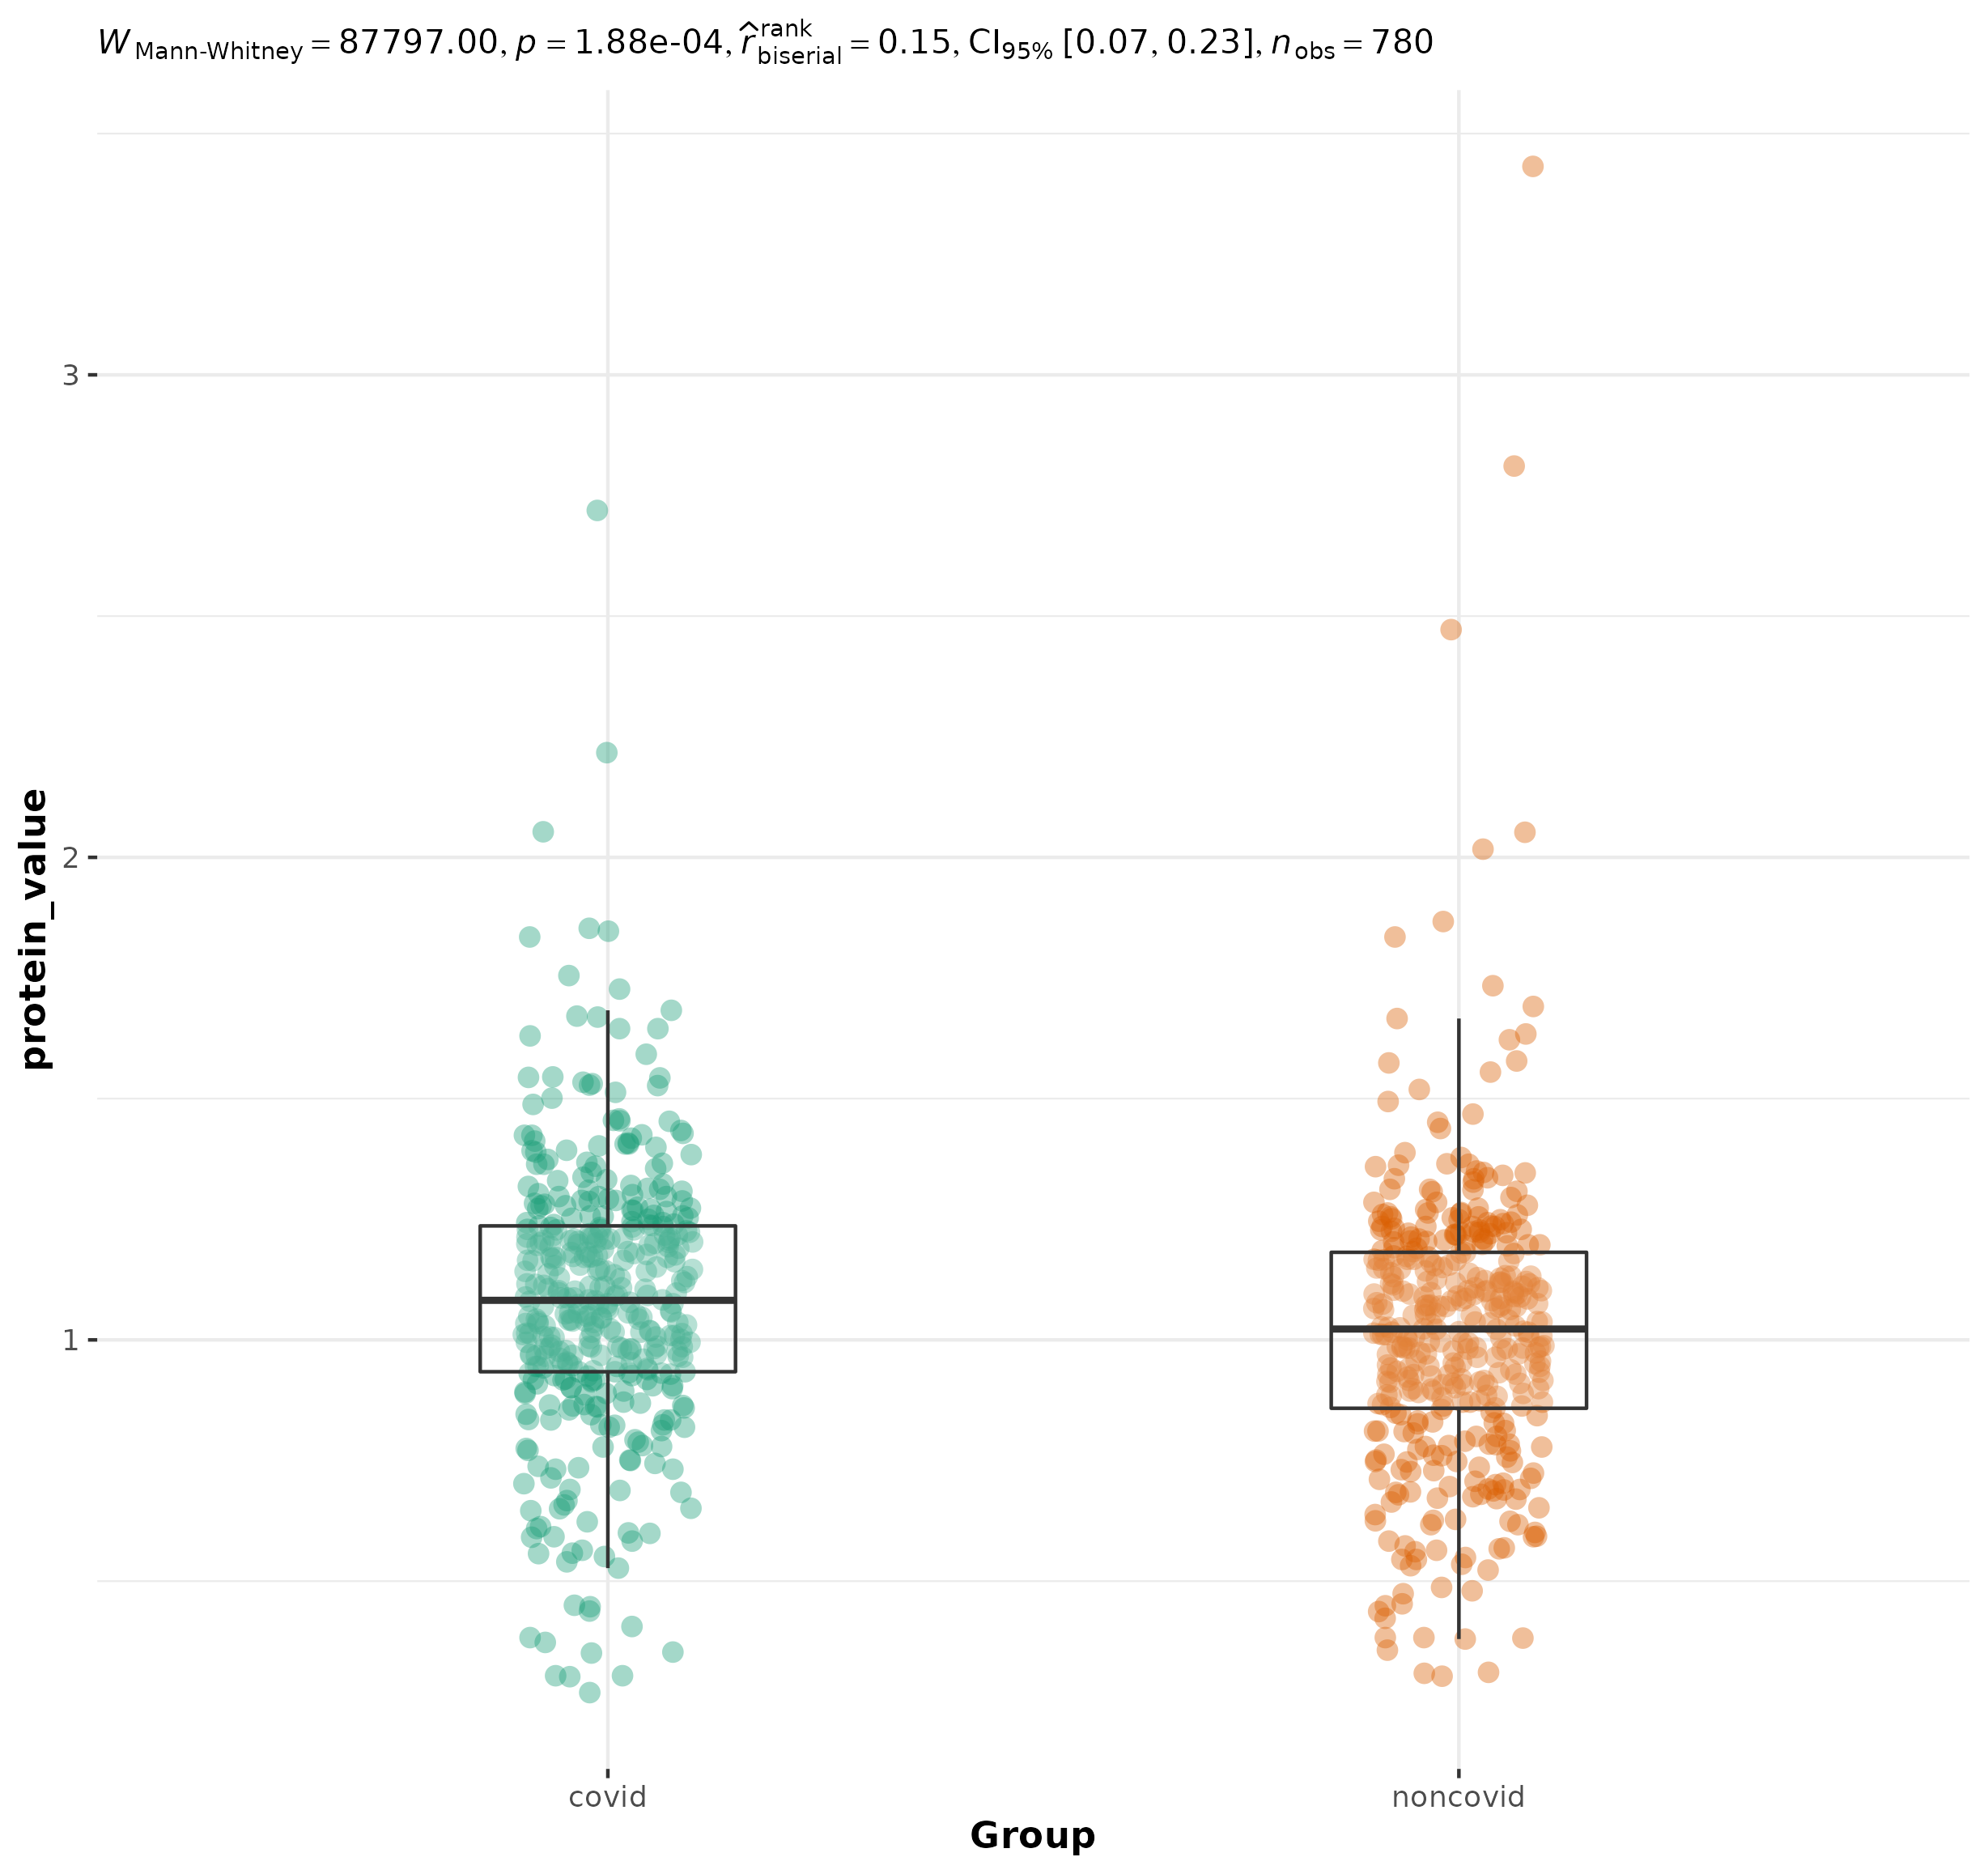 W Mann-Whitney = 87797.00, p = 1.88e-04, r̂ rank biserial = 0.15, CI95% [0.07, 0.23], n obs = 780
3
2
1
protein_value
covid noncovid
Group